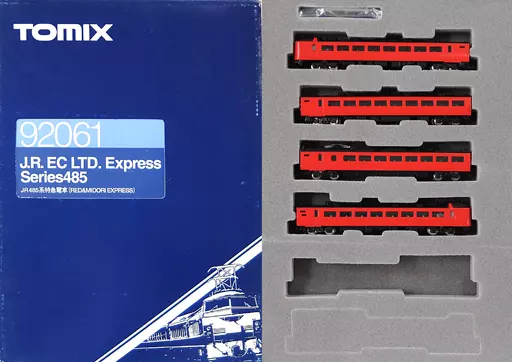 TOMIX
92061
J.R. EC LTD. Express
Series485
JR485系特急電車(RED&MIDORI EXPRESS)